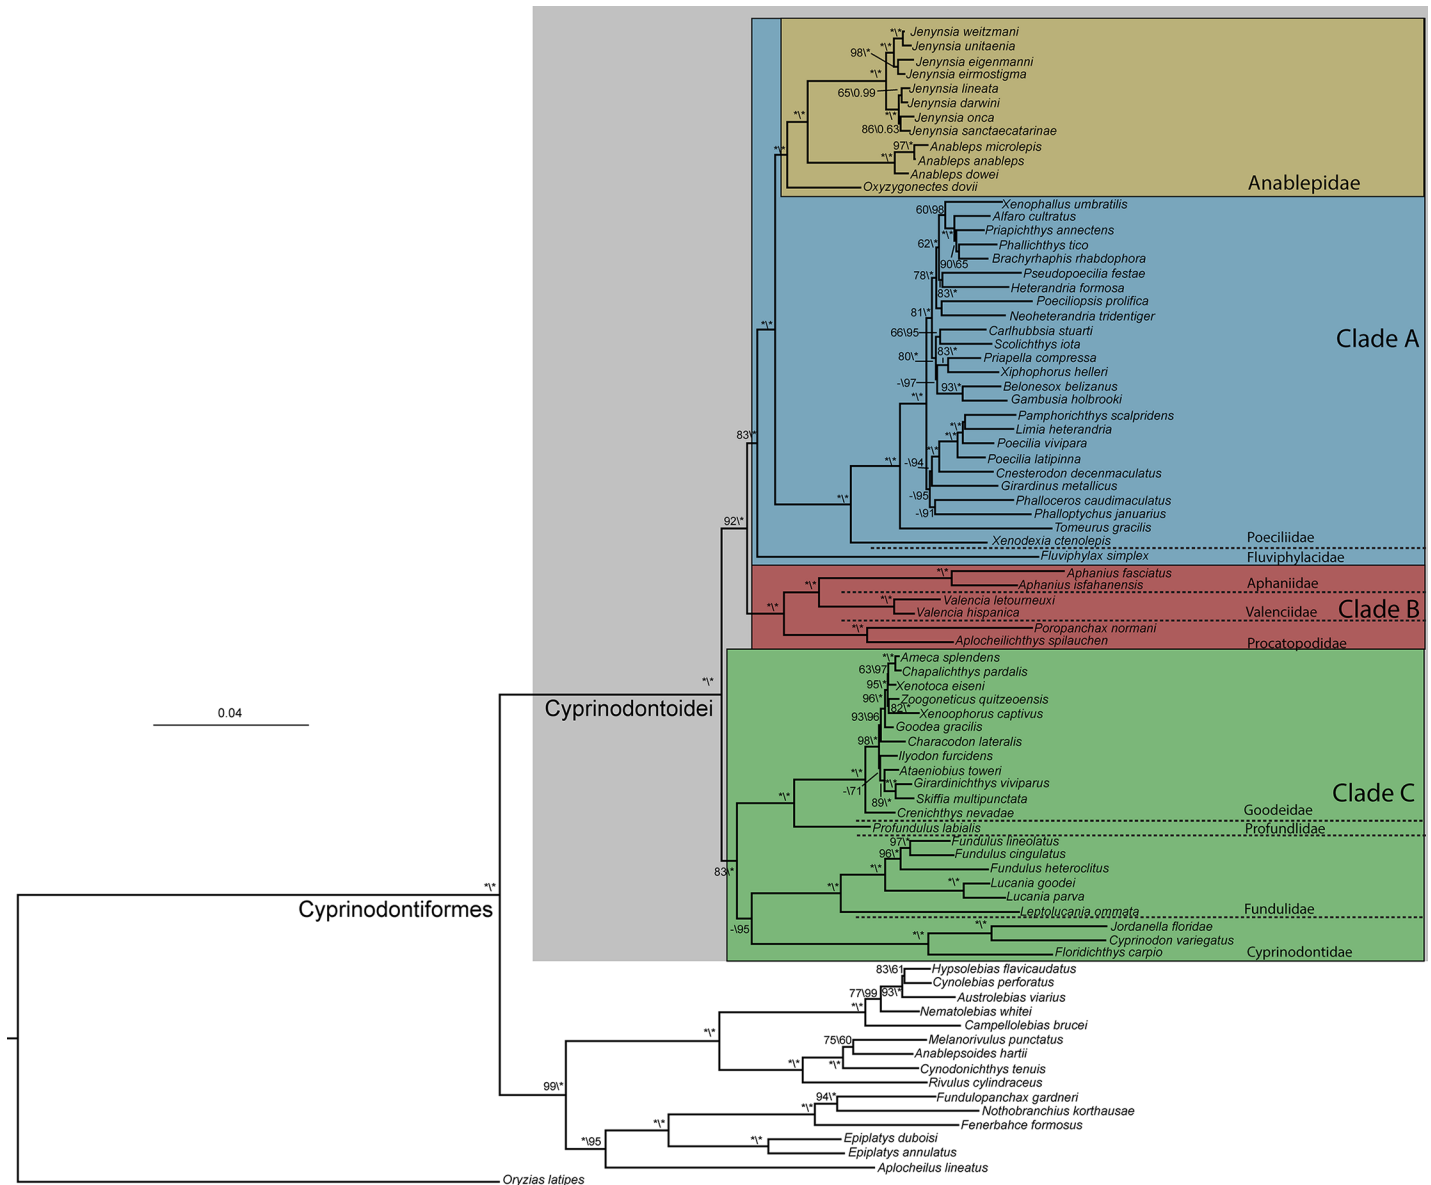 *\* Jenynsia weitzmani
*\* Jenynsia unitaenia
98\* Jenynsia eigenmanni
*\* Jenynsia eirmostigma
65\0.99 Jenynsia lineata
Jenynsia darwini
*\* Jenynsia onca
86\0.63 Jenynsia sanctaecatarinae
*\* 97\* Anableps microlepis
*\* Anableps anableps
*\* Anableps dowei
Oxyzygonectes dovii
Anablepidae
60\98 Xenophallus umbratilis
Alfaro cultratus
*\* Priapichthys annectens
62\* Phallichthys tico
90\65 Brachyrhaphis rhabdophora
78\* Pseudopoecilia festae
83\* Heterandria formosa
Poeciliopsis prolifica
81\* Neoheterandria tridentiger
*\* 66\95 Carlhubbsia stuarti
Clade A
Scolichthys iota
80\* 83\* Priapella compressa
Xiphophorus helleri
-\97 93\* Belonesox belizanus
*\* Gambusia holbrooki
Pamphorichthys scalpridens
*\* Limia heterandria
83\* *\* Poecilia vivipara
*\* *\* -\94 Poecilia latipinna
Cnesterodon decenmaculatus
Girardinus metallicus
*\* -\95 Phalloceros caudimaculatus
-\91 Phalloptychus januarius
92\* Tomeurus gracilis
Xenodexia ctenolepis Poeciliidae
Fluviphylax simplex Fluviphylacidae
*\* Aphanius fasciatus
*\* Aphanius isfahanensis Aphaniidae
*\* *\* Valencia letourneuxi
Valencia hispanica Valenciidae Clade B
*\* Poropanchax normani
Aplocheilichthys spilauchen Procatopodidae
*\* Ameca splendens
63\97 Chapalichthys pardalis
*\* 95\* Xenotoca eiseni
96\* Zoogoneticus quitzeoensis
Cyprinodontoidei 82\* Xenoophorus captivus
0.04 93\96 Goodea gracilis
98\* Characodon lateralis
Ilyodon furcidens
*\* Ataeniobius toweri
-\71 *\* Girardinichthys viviparus
Clade C
*\* 89\* Skiffia multipunctata
Crenichthys nevadae Goodeidae
Profundulus labialis Profundlidae
97\* Fundulus lineolatus
96\* Fundulus cingulatus
83\* *\* Fundulus heteroclitus
*\* *\* *\* Lucania goodei
Lucania parva
Cyprinodontiformes Leptolucania ommata Fundulidae
-\95 *\* Jordanella floridae
*\* Cyprinodon variegatus
Floridichthys carpio Cyprinodontidae
83\61 Hypsolebias flavicaudatus
Cynolebias perforatus
77\99 93\* Austrolebias viarius
*\* Nematolebias whitei
Campellolebias brucei
*\* 75\60 Melanorivulus punctatus
Anablepsoides hartii
*\* *\* Cynodonichthys tenuis
Rivulus cylindraceus
99\* 94\* Fundulopanchax gardneri
*\* Nothobranchius korthausae
*\* Fenerbahce formosus
*\95 *\* Epiplatys duboisi
Epiplatys annulatus
Aplocheilus lineatus
Oryzias latipes